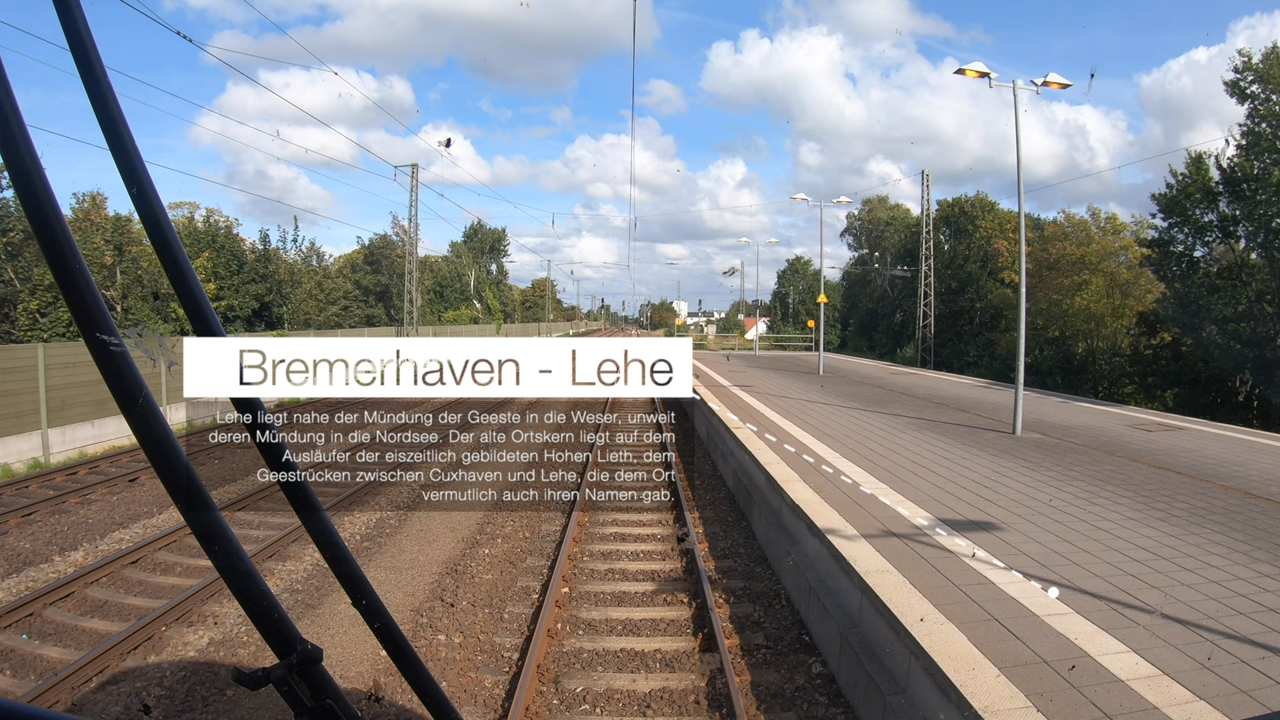 Bremerhaven - Lehe
Lehe liegt nahe der Mündung der Geeste in die Weser, unweit
deren Mündung in die Nordsee. Der alte Ortskern liegt auf dem
Ausläufer der eiszeitlich gebildeten Hohen Lieth, dem
Geestrücken zwischen Cuxhaven und Lehe, die dem Ort
vermutlich auch ihren Namen gab.